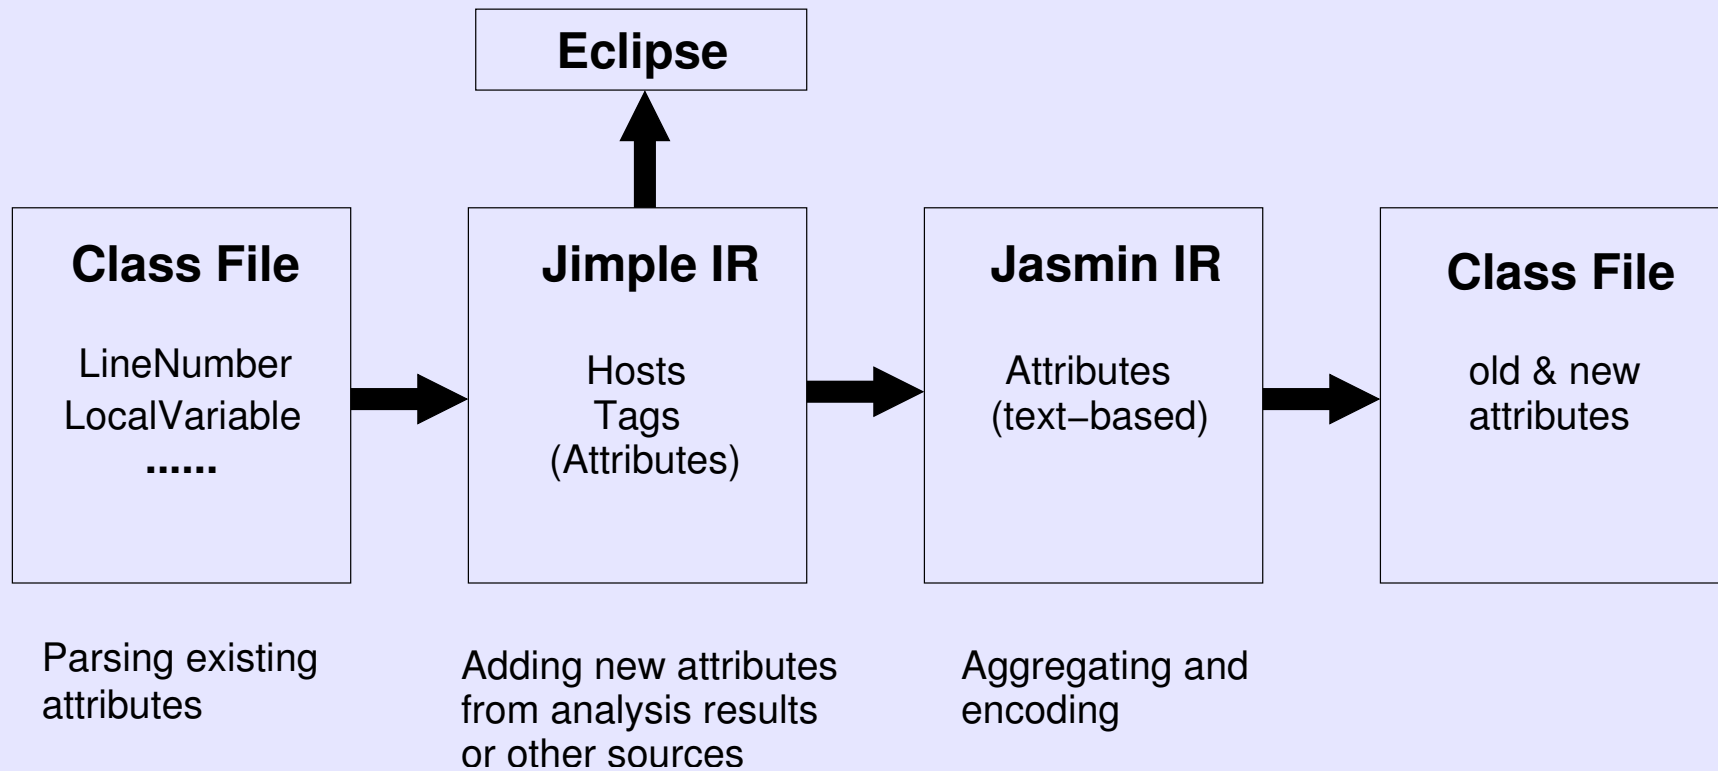 Eclipse
Class File
LineNumber
LocalVariable
......
Jimple IR
Hosts
Tags
(Attributes)
Jasmin IR
Attributes
(text−based)
Class File
old & new
attributes
Parsing existing
attributes
Adding new attributes
from analysis results
or other sources
Aggregating and
encoding